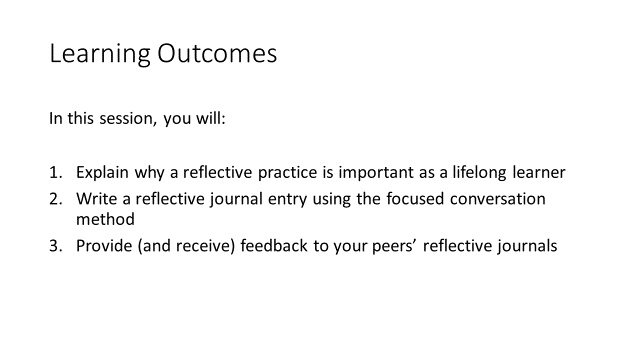 Learning Outcomes
In this session, you will:
1. Explain why a reflective practice is important as a lifelong learner
2. Write a reflective journal entry using the focused conversation
method
3. Provide (and receive) feedback to your peers’ reflective journals